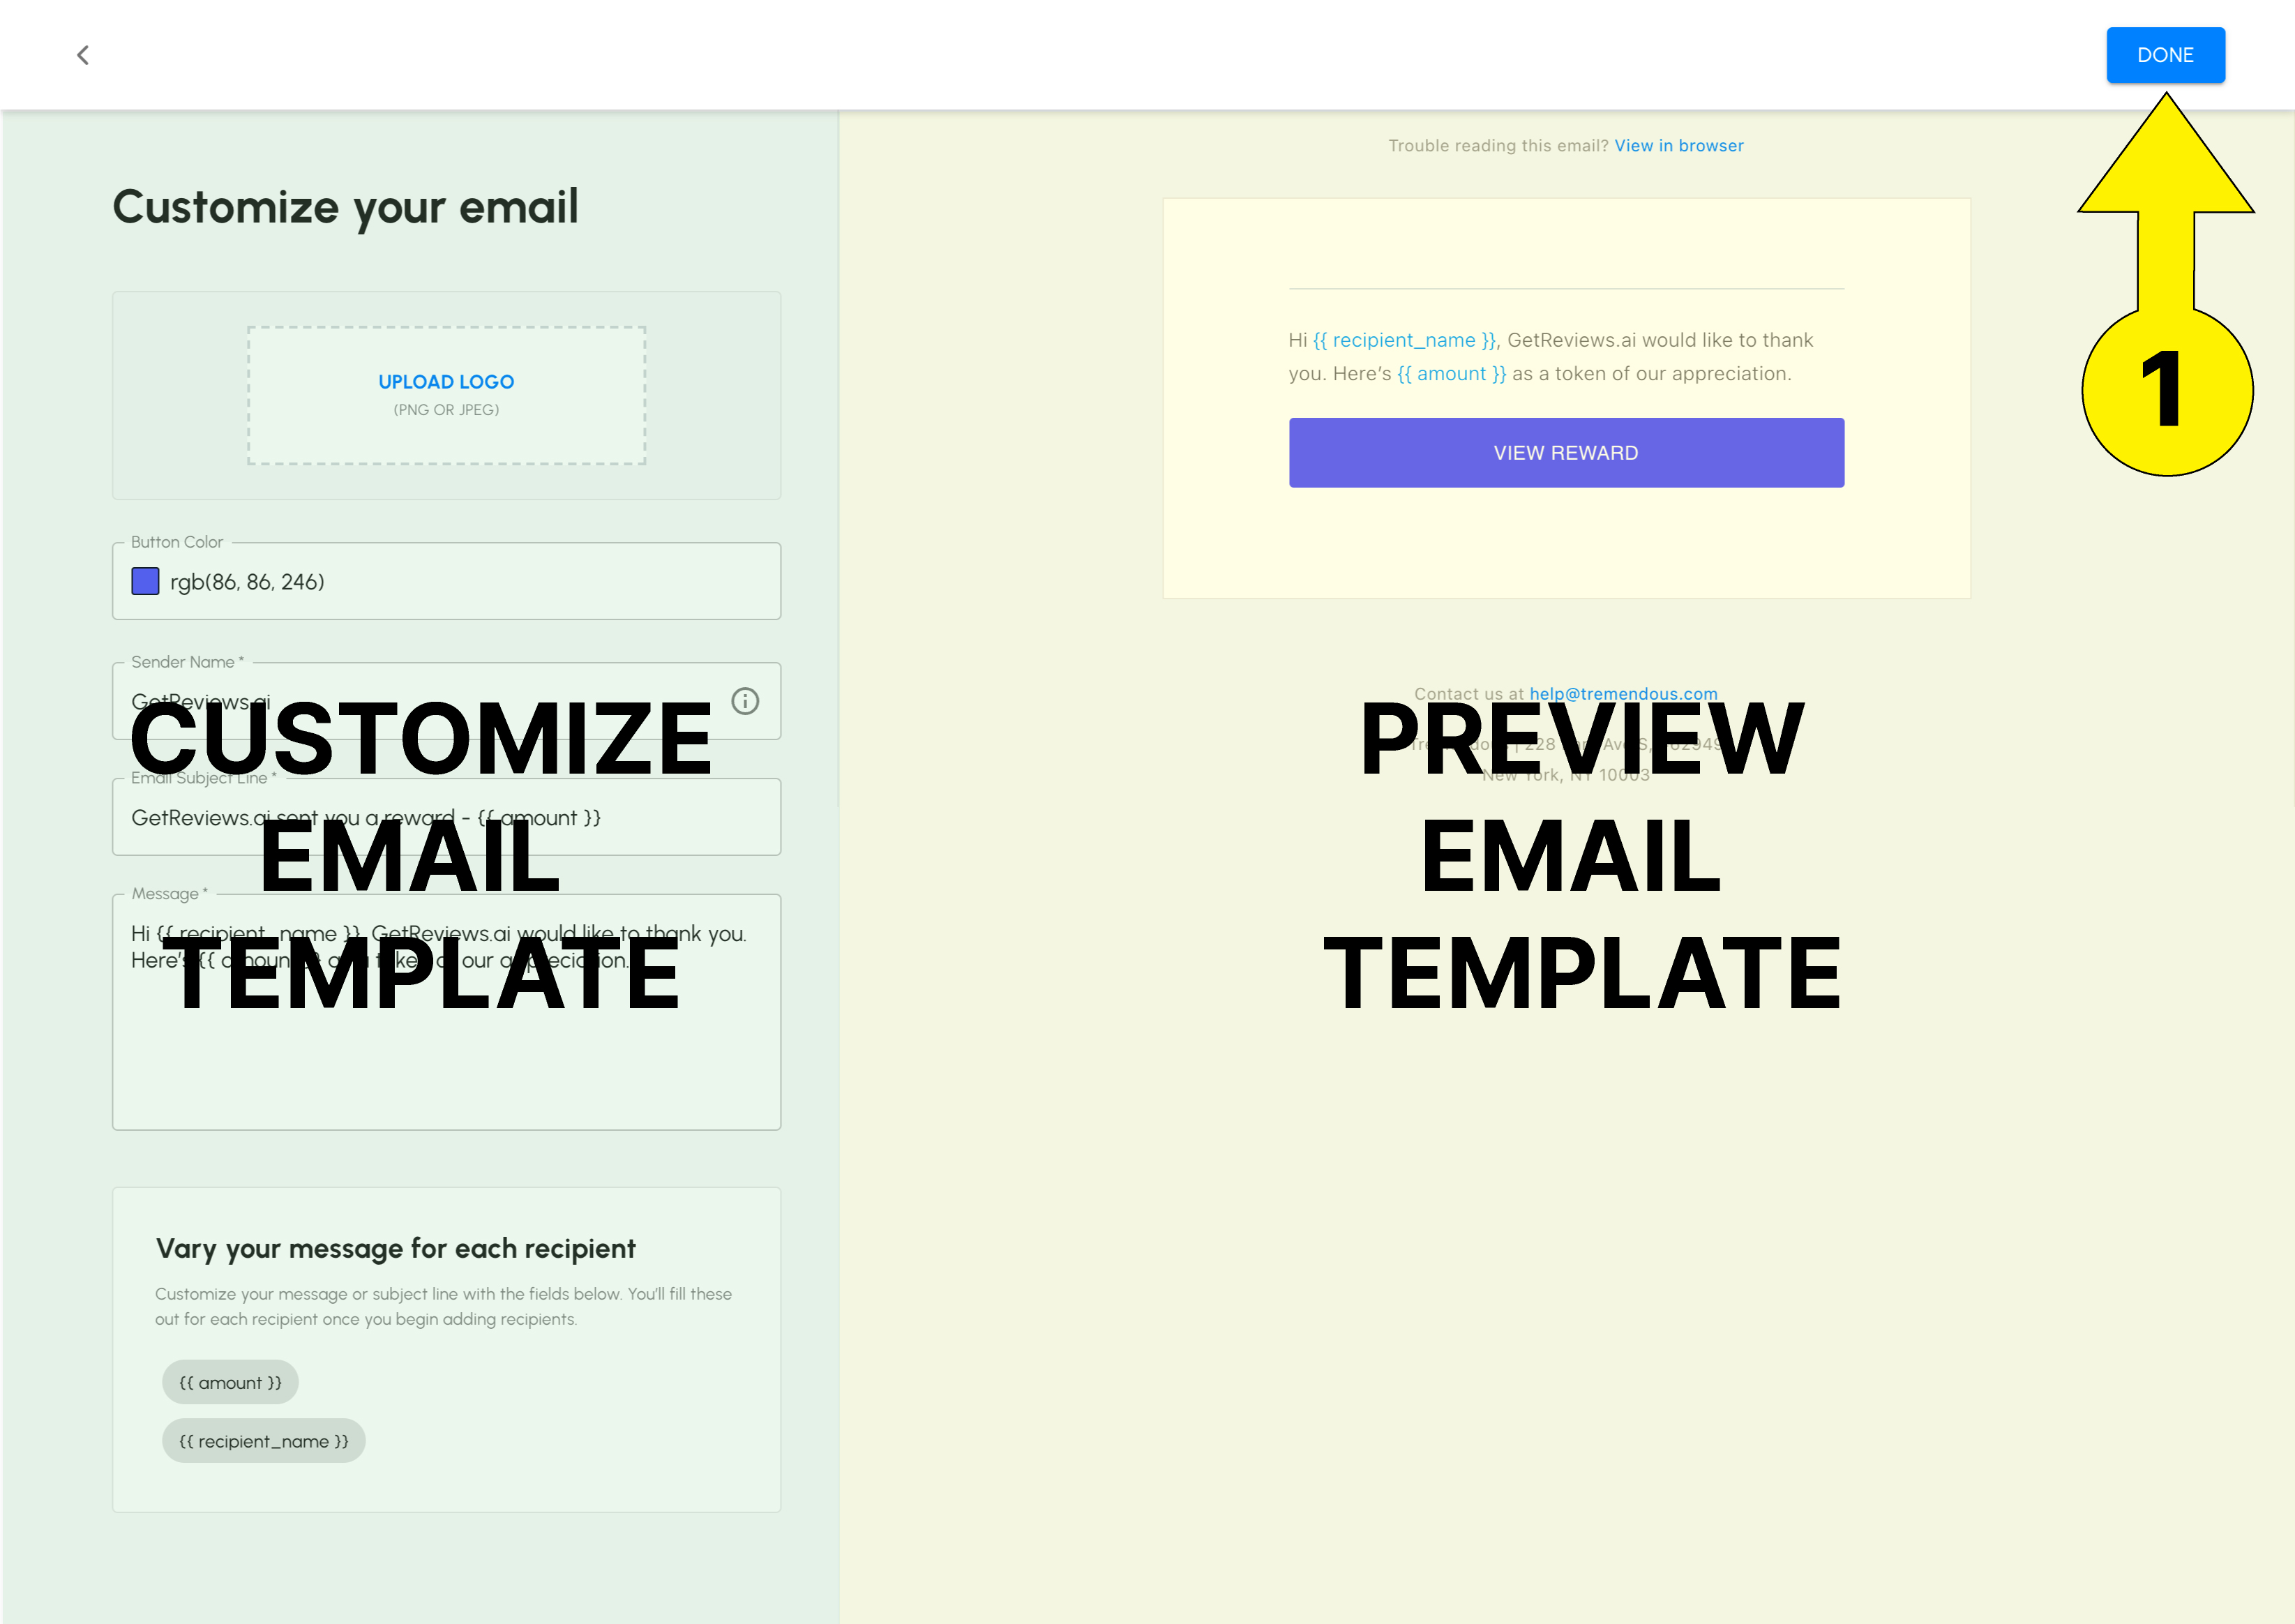 DONE
Customize your email
UPLOAD LOGO
(PNG OR JPEG)
Button Color
rgb(86, 86, 246)
Sender Name *
GetReviews.ai
Email Subject Line *
GetReviews.ai sent you a reward - {{ amount }}
Message *
Hi {{ recipient_name }}, GetReviews.ai would like to thank you.
Here's {{ amount }} as a token of our appreciation.
CUSTOMIZE
EMAIL
TEMPLATE
Vary your message for each recipient
Customize your message or subject line with the fields below. You'll fill these
out for each recipient once you begin adding recipients.
{{ amount }}
{{ recipient_name }}
Trouble reading this email? View in browser
Hi {{ recipient_name }}, GetReviews.ai would like to thank
you. Here's {{ amount }} as a token of our appreciation.
VIEW REWARD
Contact us at help@tremendous.com
Tremendous | 228 Park Ave S, 62949
New York, NY 10003
PREVIEW
EMAIL
TEMPLATE
1